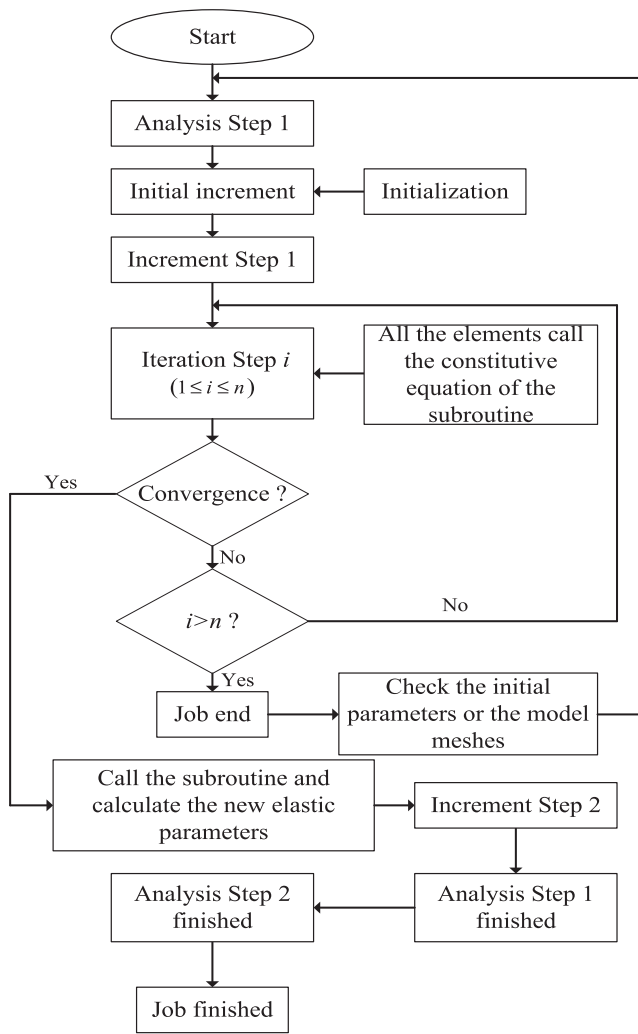 Start
Analysis Step 1
Initial increment
Initialization
Increment Step 1
Iteration Step i
(1 ≤ i ≤ n)
All the elements call
the constitutive
equation of the
subroutine
Yes
Convergence ?
No
i>n ?
No
Yes
Job end
Check the initial
parameters or the model
meshes
Call the subroutine and
calculate the new elastic
parameters
Increment Step 2
Analysis Step 2
finished
Analysis Step 1
finished
Job finished